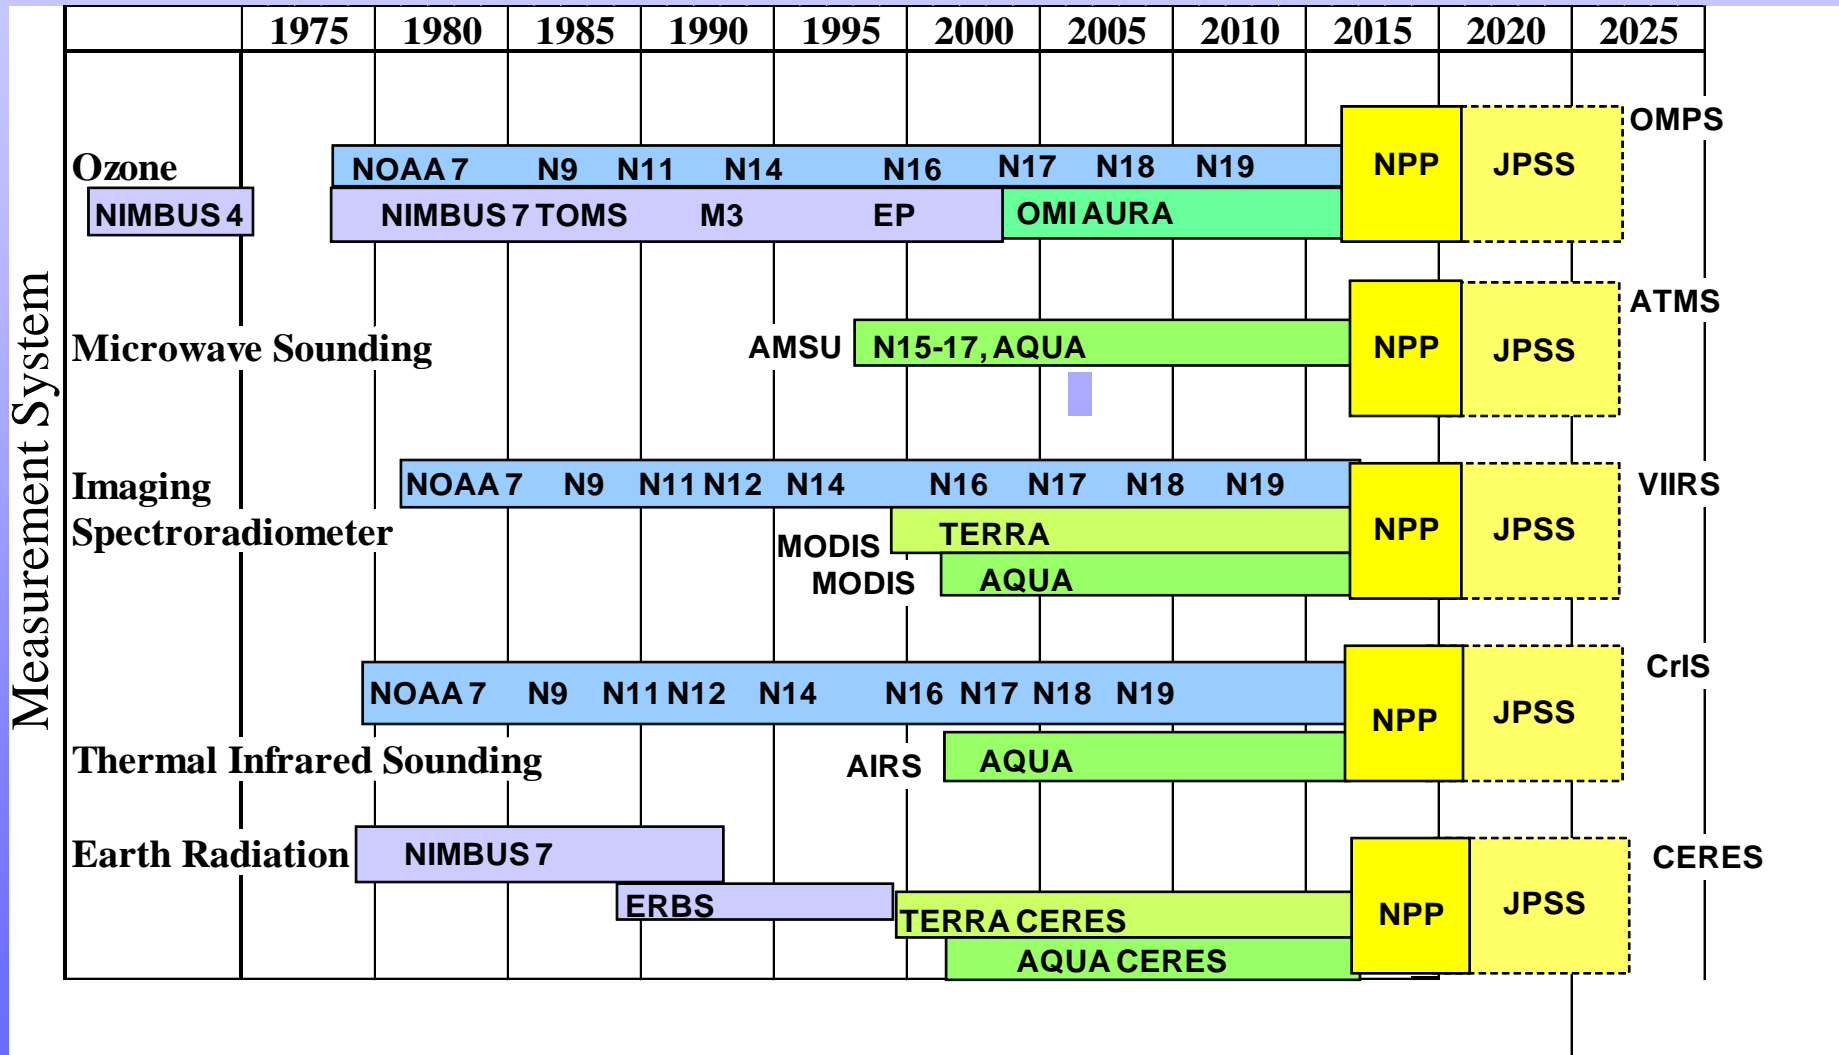 1975 1980 1985 1990 1995 2000 2005 2010 2015 2020 2025
Measurement System
OMPS
Ozone
NOAA 7 N9 N11 N14 N16 N17 N18 N19 NPP JPSS
NIMBUS 4 NIMBUS 7 TOMS M3 EP OMI AURA
ATMS
Microwave Sounding AMSU N15-17, AQUA NPP JPSS
Imaging NOAA 7 N9 N11 N12 N14 N16 N17 N18 N19 VIIRS
Spectroradiometer TERRA NPP JPSS
MODIS
MODIS AQUA
CrIS
NOAA 7 N9 N11 N12 N14 N16 N17 N18 N19 NPP JPSS
Thermal Infrared Sounding AIRS AQUA
Earth Radiation NIMBUS 7 CERES
ERBS NPP JPSS
TERRA CERES
AQUA CERES